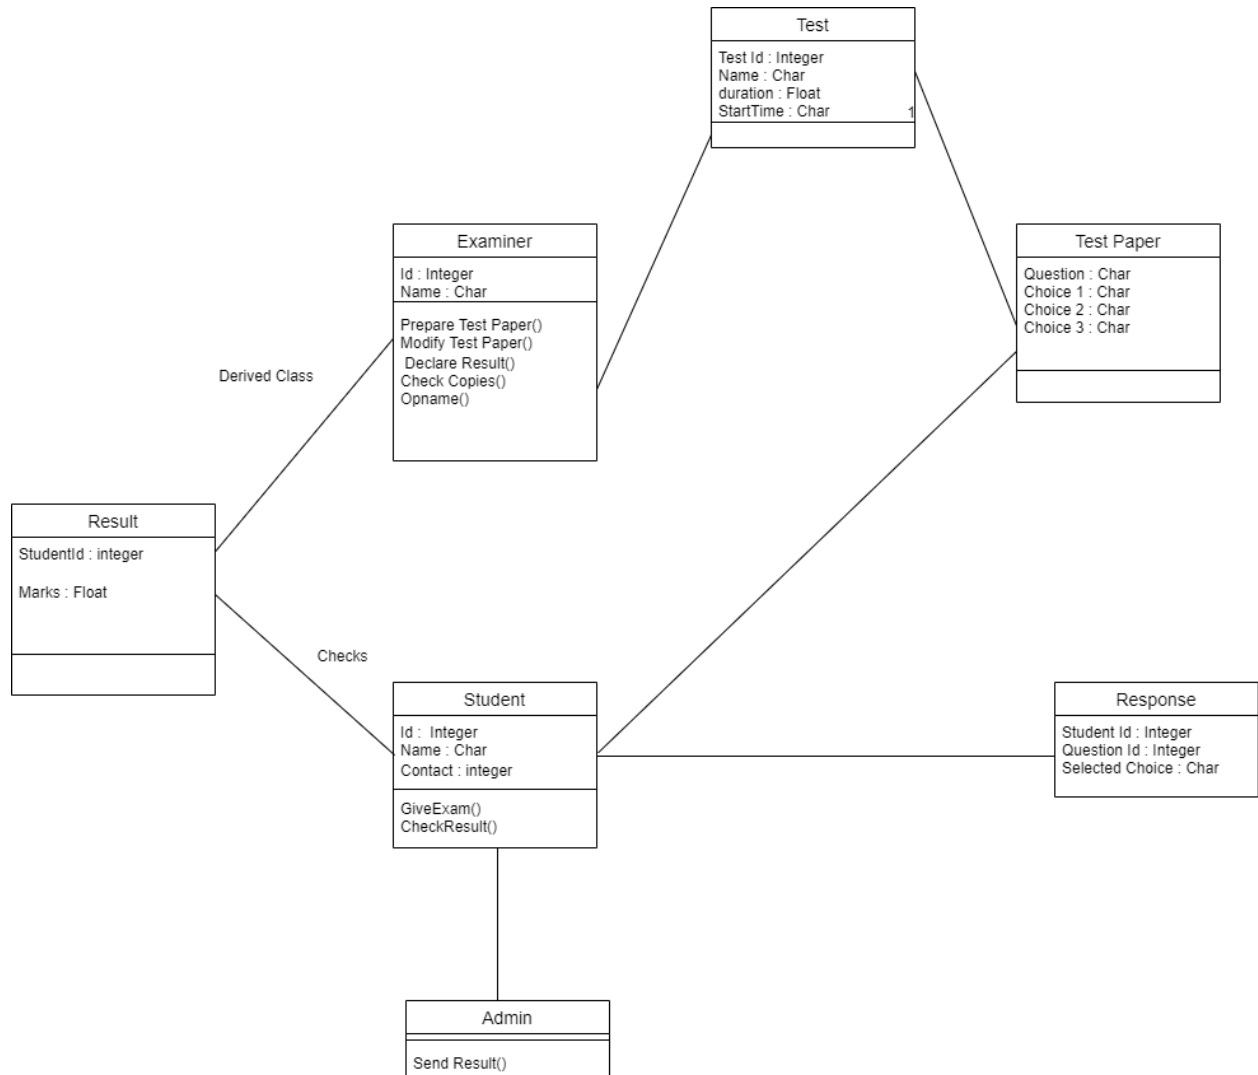 Test
Test Id : Integer
Name : Char
duration : Float
StartTime : Char
1
Examiner
Id : Integer
Name : Char
Prepare Test Paper()
Modify Test Paper()
Declare Result()
Check Copies()
Opname()
Test Paper
Question : Char
Choice 1 : Char
Choice 2 : Char
Choice 3 : Char
Derived Class
Result
StudentId : integer
Marks : Float
Checks
Student
Id : Integer
Name : Char
Contact : integer
GiveExam()
CheckResult()
Response
Student Id : Integer
Question Id : Integer
Selected Choice : Char
Admin
Send Result()